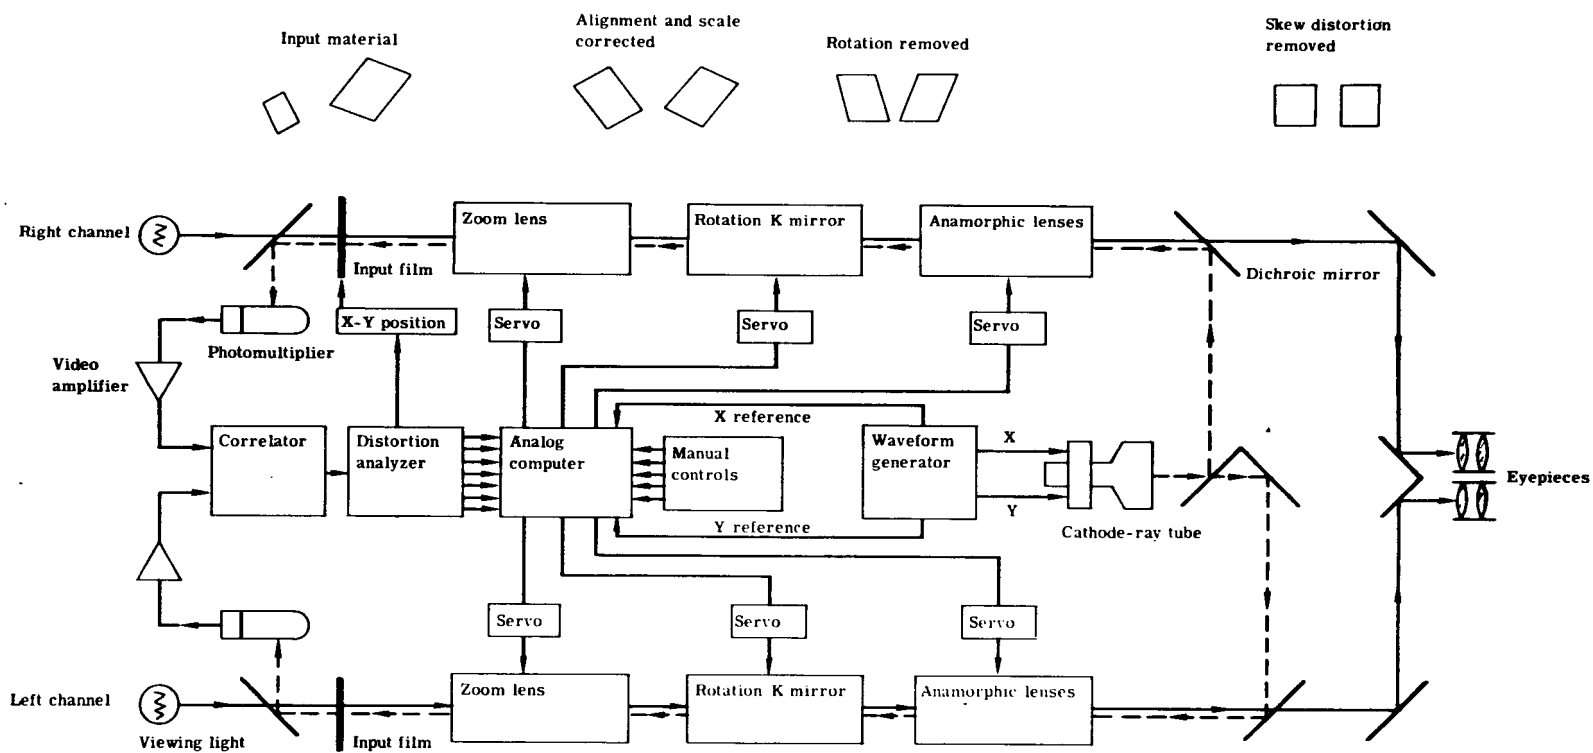 Input material
Alignment and scale
corrected
Rotation removed
Skew distortion
removed
Right channel
Input film
Zoom lens
Rotation K mirror
Anamorphic lenses
Dichroic mirror
X-Y position
Servo
Servo
Servo
Photomultiplier
Video
amplifier
X reference
Correlator
Distortion
analyzer
Analog
computer
Manual
controls
Waveform
generator
X
Y
Cathode-ray tube
Eyepieces
Y reference
Servo
Servo
Servo
Left channel
Viewing light
Input film
Zoom lens
Rotation K mirror
Anamorphic lenses